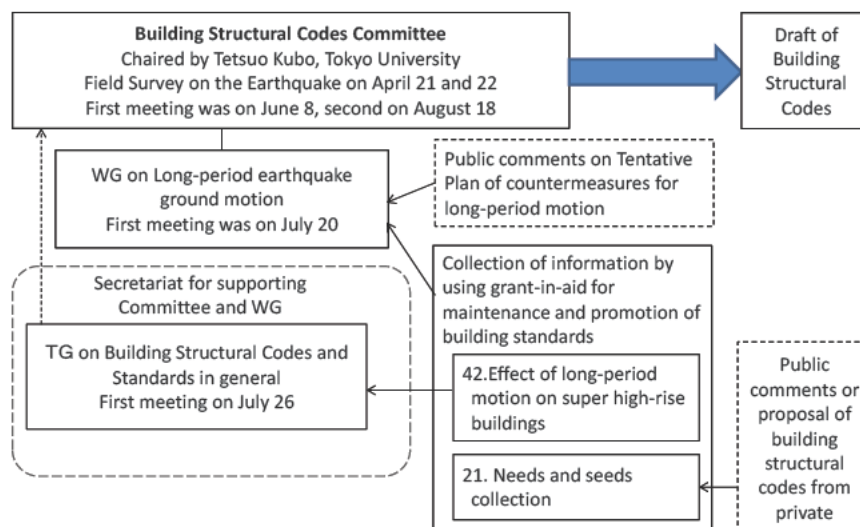 Building Structural Codes Committee
Chaired by Tetsuo Kubo, Tokyo University
Field Survey on the Earthquake on April 21 and 22
First meeting was on June 8, second on August 18
Draft of
Building
Structural
Codes
WG on Long-period earthquake
ground motion
First meeting was on July 20
Public comments on Tentative
Plan of countermeasures for
long-period motion
Secretariat for supporting
Committee and WG
TG on Building Structural Codes and
Standards in general
First meeting on July 26
Collection of information by
using grant-in-aid for
maintenance and promotion of
building standards
42.Effect of long-period
motion on super high-rise
buildings
21. Needs and seeds
collection
Public
comments or
proposal of
building
structural
codes from
private